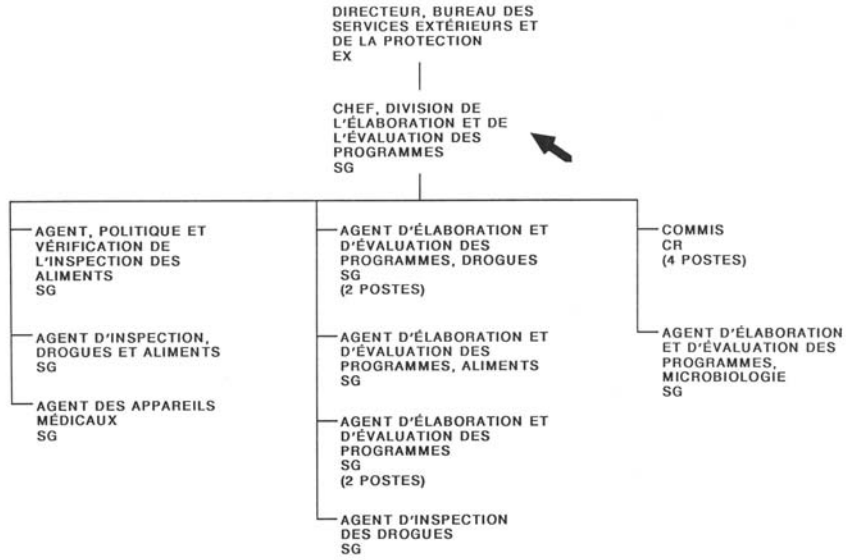 DIRECTEUR, BUREAU DES
SERVICES EXTÉRIEURS ET
DE LA PROTECTION
EX
CHEF, DIVISION DE
L'ÉLABORATION ET DE
L'ÉVALUATION DES
PROGRAMMES
SG
AGENT, POLITIQUE ET
VÉRIFICATION DE
L'INSPECTION DES
ALIMENTS
SG
AGENT D'INSPECTION,
DROGUES ET ALIMENTS
SG
AGENT DES APPAREILS
MÉDICAUX
SG
AGENT D'ÉLABORATION ET
D'ÉVALUATION DES
PROGRAMMES, DROGUES
SG
(2 POSTES)
AGENT D'ÉLABORATION ET
D'ÉVALUATION DES
PROGRAMMES, ALIMENTS
SG
AGENT D'ÉLABORATION ET
D'ÉVALUATION DES
PROGRAMMES
SG
(2 POSTES)
AGENT D'INSPECTION
DES DROGUES
SG
COMMIS
CR
(4 POSTES)
AGENT D'ÉLABORATION
ET D'ÉVALUATION DES
PROGRAMMES,
MICROBIOLOGIE
SG